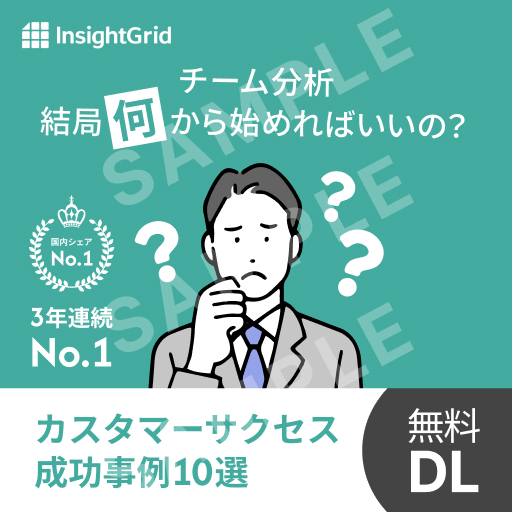 InsightGrid
チーム分析
結局何から始めればいいの?
SAMPLE
SAMPLE
SAMPLE
国内シェア
No.1
3年連続
No.1
カスタマーサクセス
成功事例10選
無料
DL